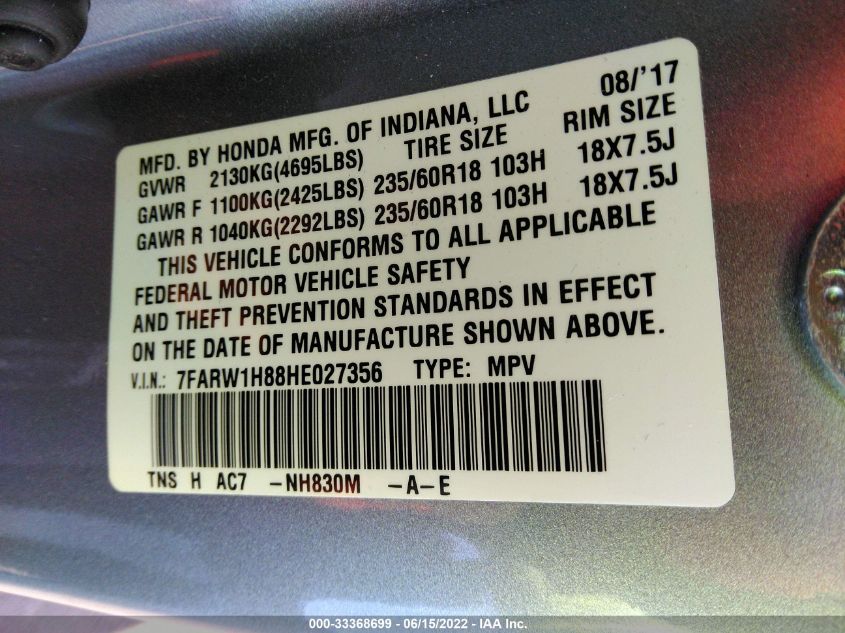 08/'17
MFD. BY HONDA MFG. OF INDIANA, LLC
GVWR 2130KG(4695LBS) TIRE SIZE RIM SIZE
GAWR F 1100KG(2425LBS) 235/60R18 103H 18X7.5J
GAWR R 1040KG(2292LBS) 235/60R18 103H 18X7.5J
THIS VEHICLE CONFORMS TO ALL APPLICABLE
FEDERAL MOTOR VEHICLE SAFETY
AND THEFT PREVENTION STANDARDS IN EFFECT
ON THE DATE OF MANUFACTURE SHOWN ABOVE.
V.I.N.: 7FARW1H88HE027356 TYPE: MPV
TNS H AC7 -NH830M -A-E
000-33368699 - 06/15/2022 - IAA Inc.